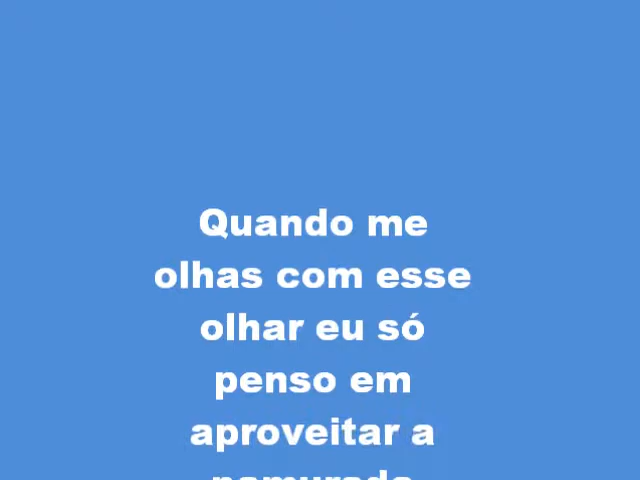 Quando me
olhas com esse
olhar eu só
penso em
aproveitar a